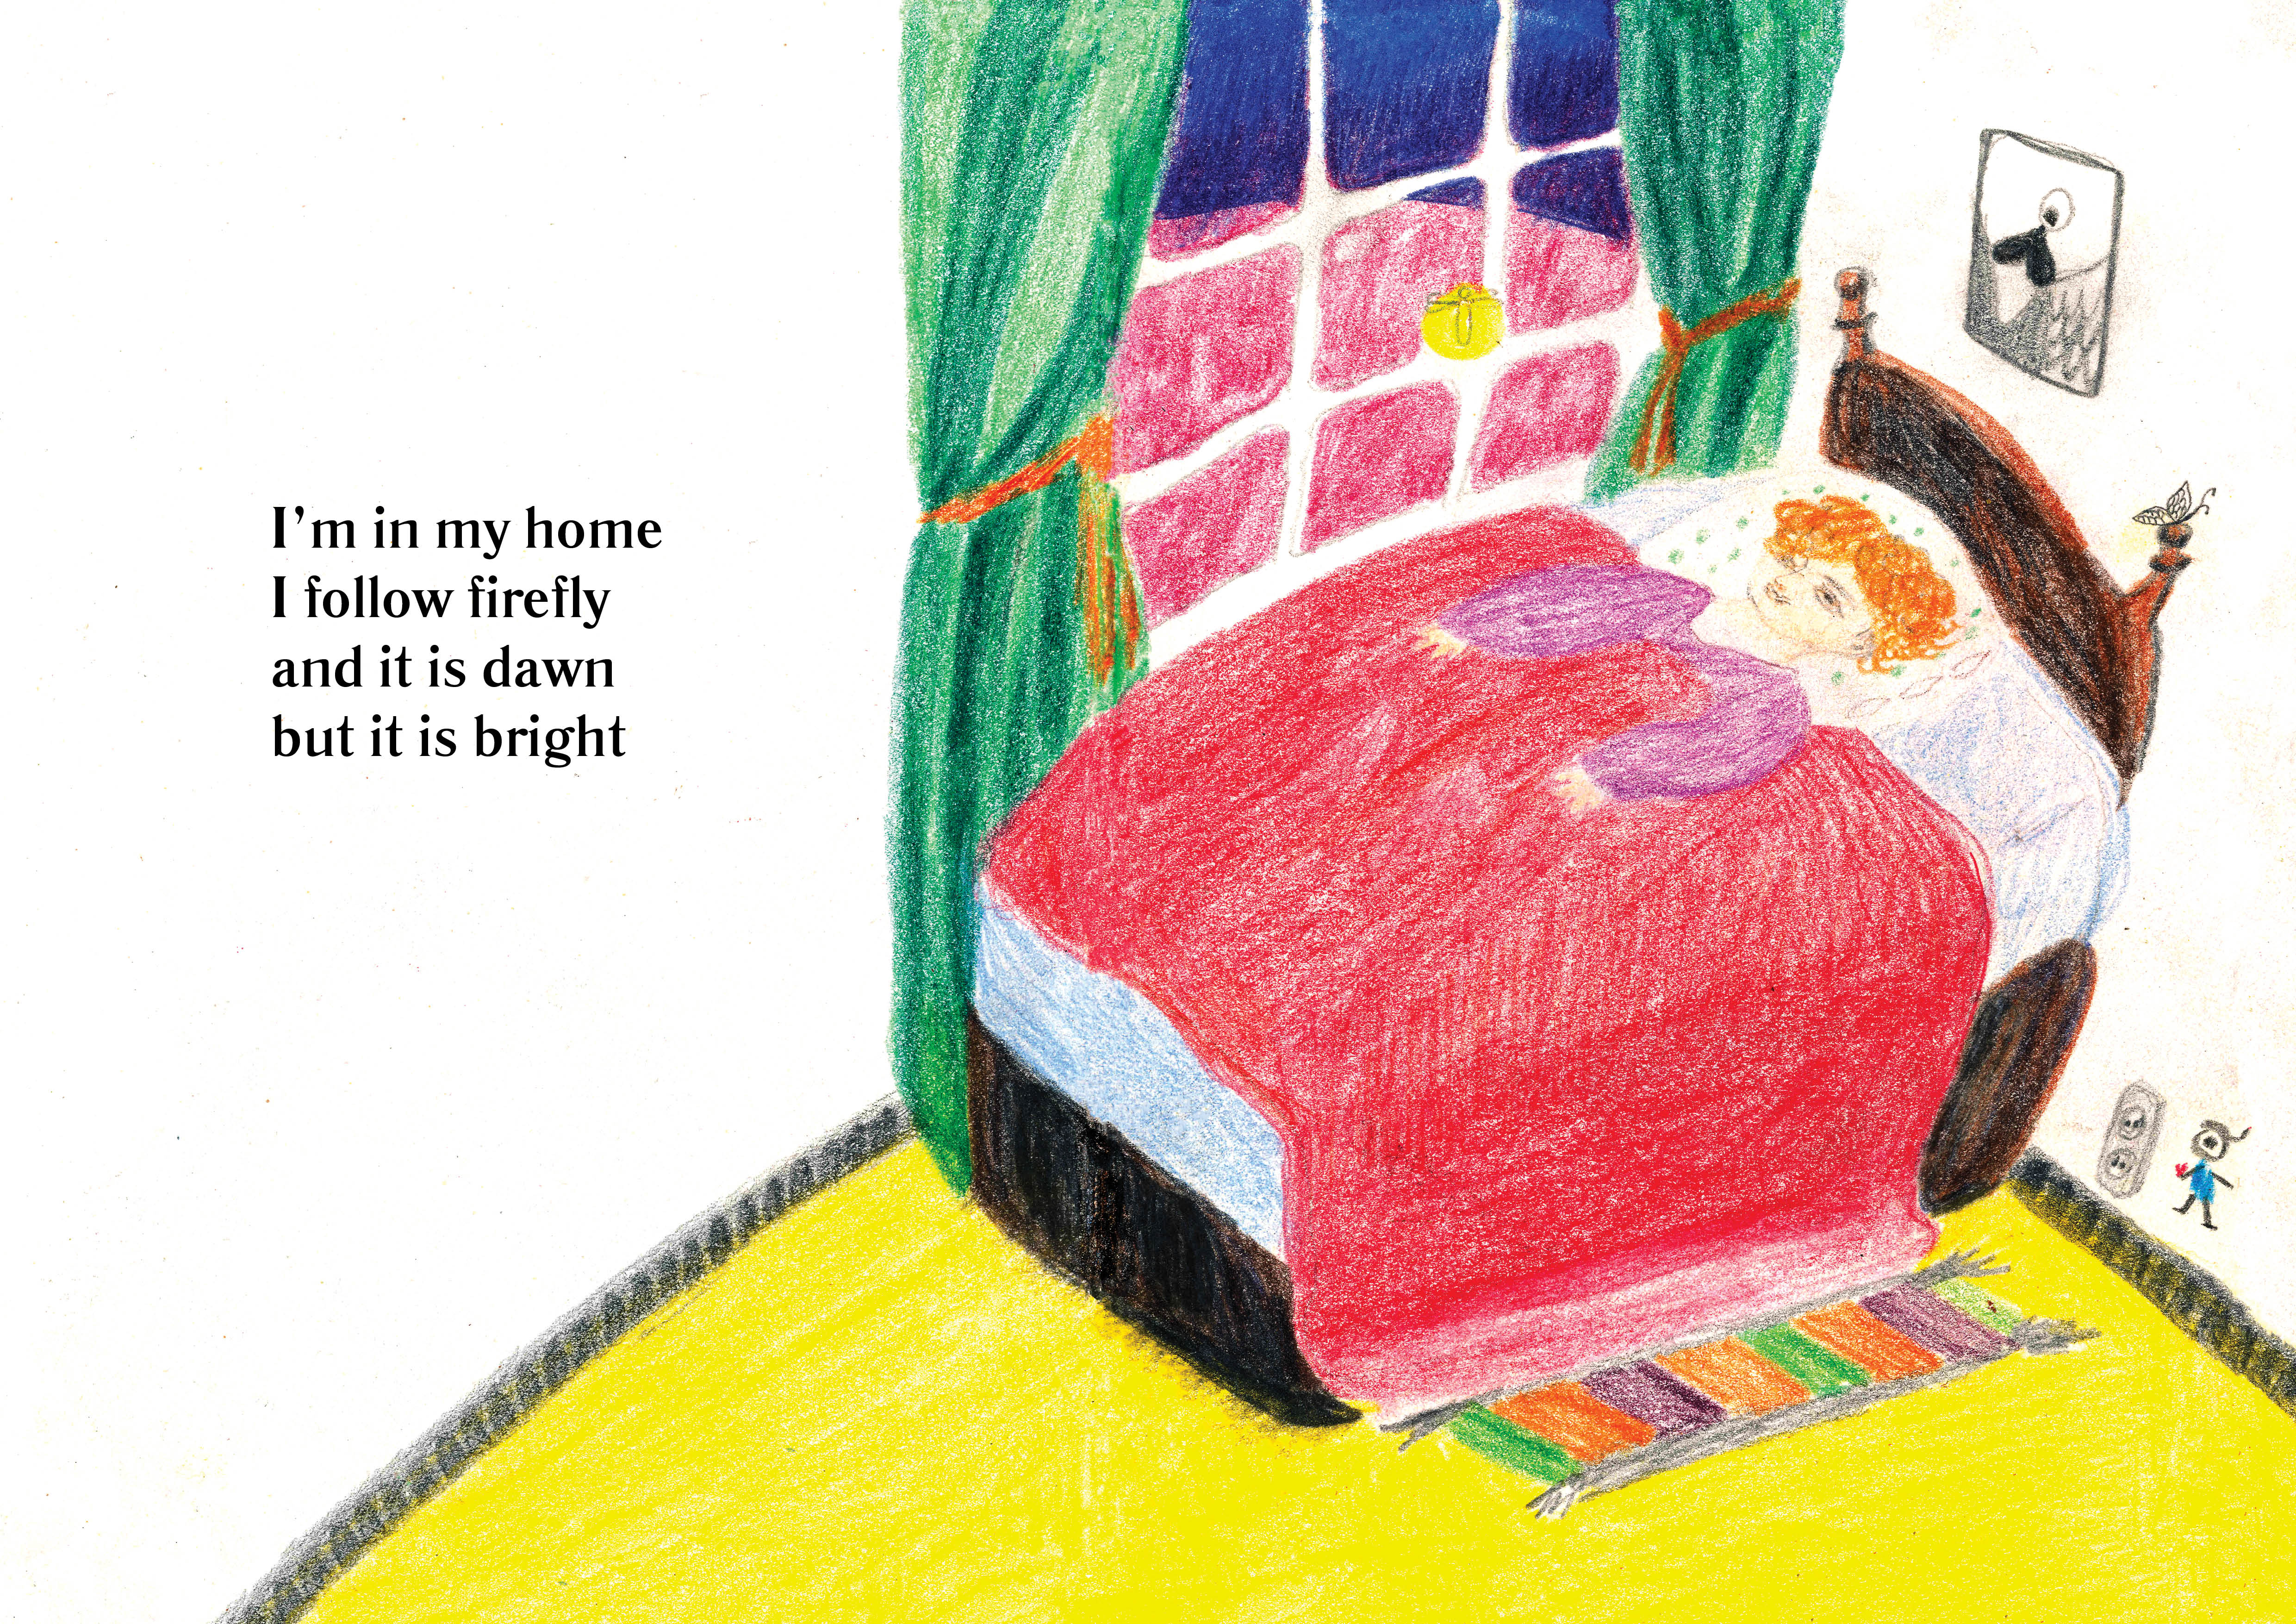 I’m in my home
I follow firefly
and it is dawn
but it is bright